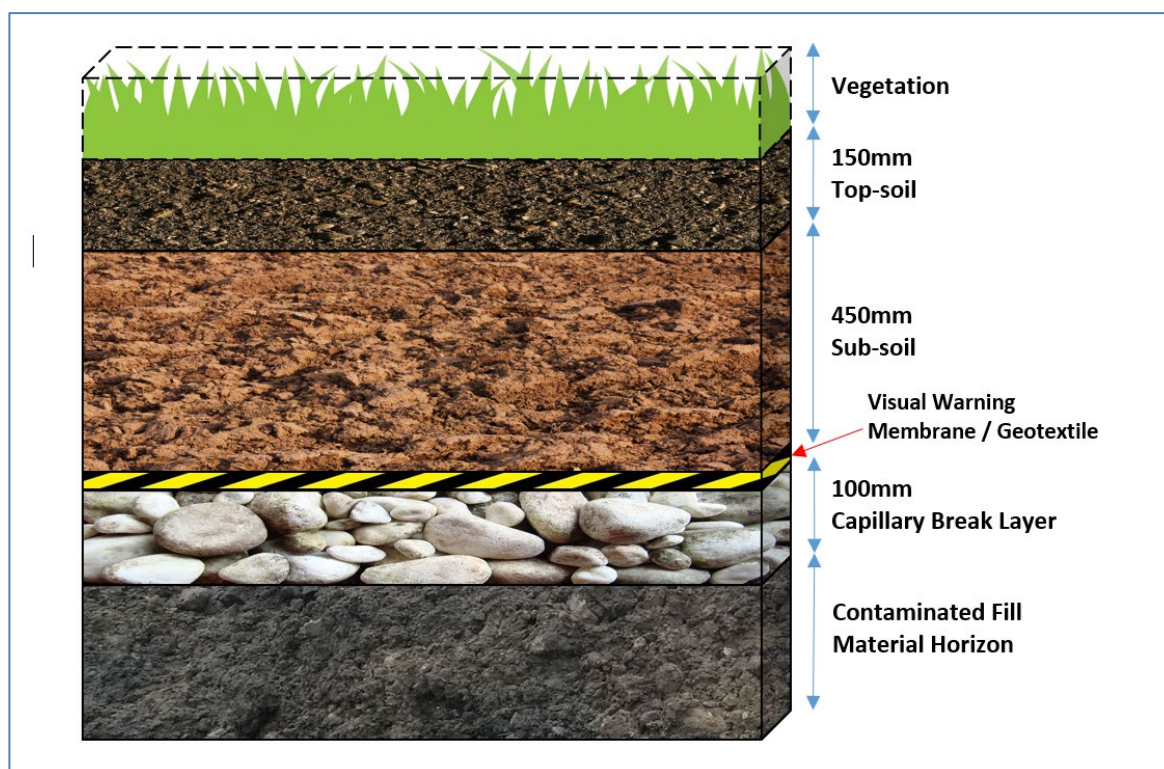 Vegetation
150mm
Top-soil
450mm
Sub-soil
Visual Warning
Membrane / Geotextile
100mm
Capillary Break Layer
Contaminated Fill
Material Horizon